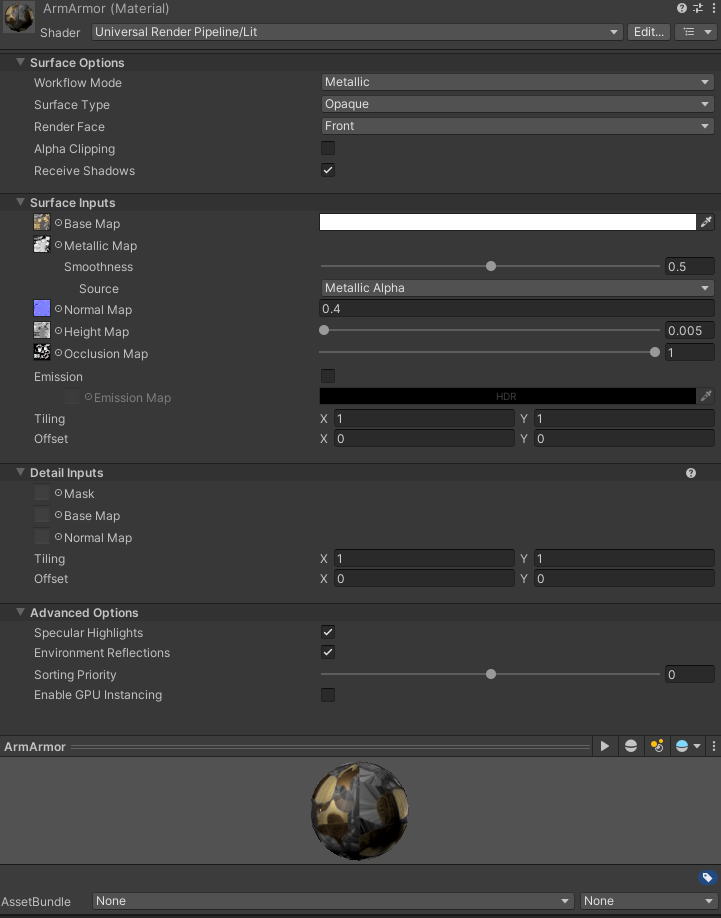 ArmArmor (Material)
Shader Universal Render Pipeline/Lit Edit...
Surface Options
Workflow Mode Metallic
Surface Type Opaque
Render Face Front
Alpha Clipping
Receive Shadows
Surface Inputs
Base Map
Metallic Map
Smoothness 0.5
Source Metallic Alpha
Normal Map 0.4
Height Map 0.005
Occlusion Map 1
Emission
Emission Map HDR
Tiling X 1 Y 1
Offset X 0 Y 0
Detail Inputs
Mask
Base Map
Normal Map
Tiling X 1 Y 1
Offset X 0 Y 0
Advanced Options
Specular Highlights
Environment Reflections
Sorting Priority 0
Enable GPU Instancing
ArmArmor
AssetBundle None None